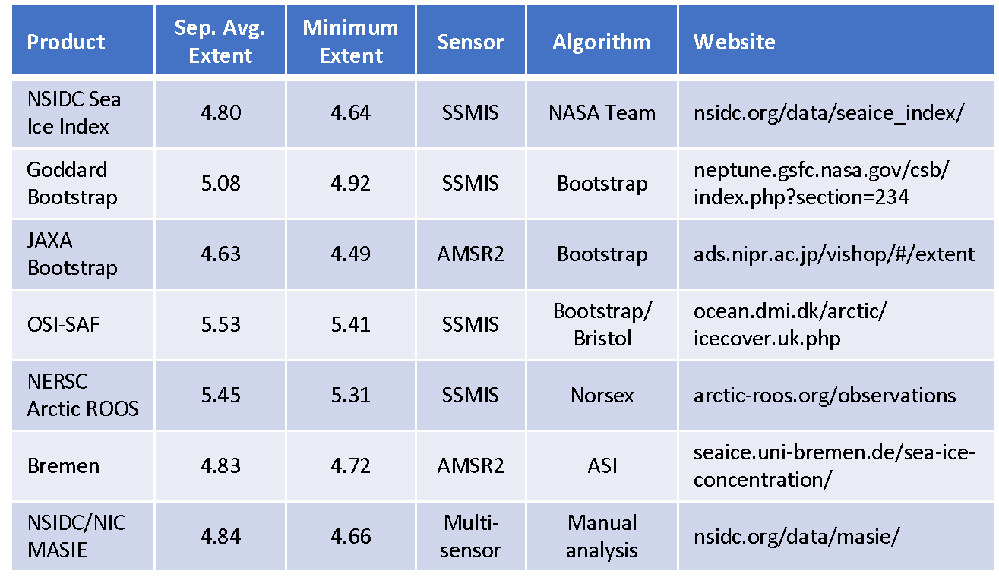 Product
Sep. Avg.
Extent
Minimum
Extent
Sensor
Algorithm
Website
NSIDC Sea
Ice Index
4.80
4.64
SSMIS
NASA Team
nsidc.org/data/seaice_index/
Goddard
Bootstrap
5.08
4.92
SSMIS
Bootstrap
neptune.gsfc.nasa.gov/csb/
index.php?section=234
JAXA
Bootstrap
4.63
4.49
AMSR2
Bootstrap
ads.nipr.ac.jp/vishop/#/extent
OSI-SAF
5.53
5.41
SSMIS
Bootstrap/
Bristol
ocean.dmi.dk/arctic/
icecover.uk.php
NERSC
Arctic ROOS
5.45
5.31
SSMIS
Norsex
arctic-roos.org/observations
Bremen
4.83
4.72
AMSR2
ASI
seaice.uni-bremen.de/sea-ice-
concentration/
NSIDC/NIC
MASIE
4.84
4.66
Multi-
sensor
Manual
analysis
nsidc.org/data/masie/